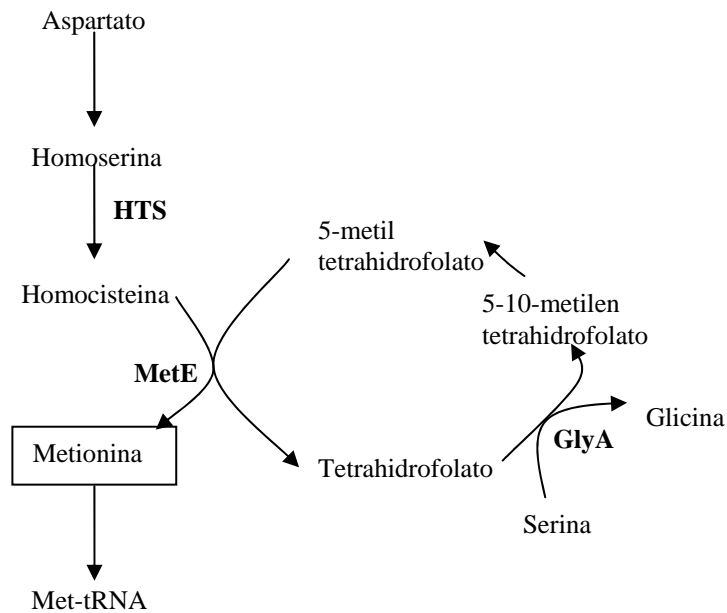 Aspartato
Homoserina
HTS
5-metil
tetrahidrofolato
Homocisteina
5-10-metilen
tetrahidrofolato
MetE
Glicina
GlyA
Metionina
Tetrahidrofolato
Serina
Met-tRNA